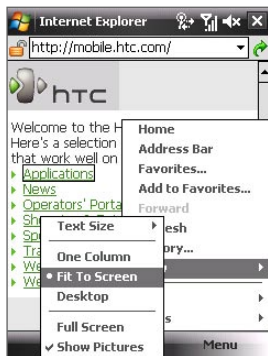 Internet Explorer
http://mobile.htc.com/
htc
Welcome to the H
Here's a selection
that work well on
Applications
News
Operators' Porta
Home
Address Bar
Favorites...
Add to Favorites...
Forward
Text Size
One Column
Fit To Screen
Desktop
Full Screen
Show Pictures
Menu